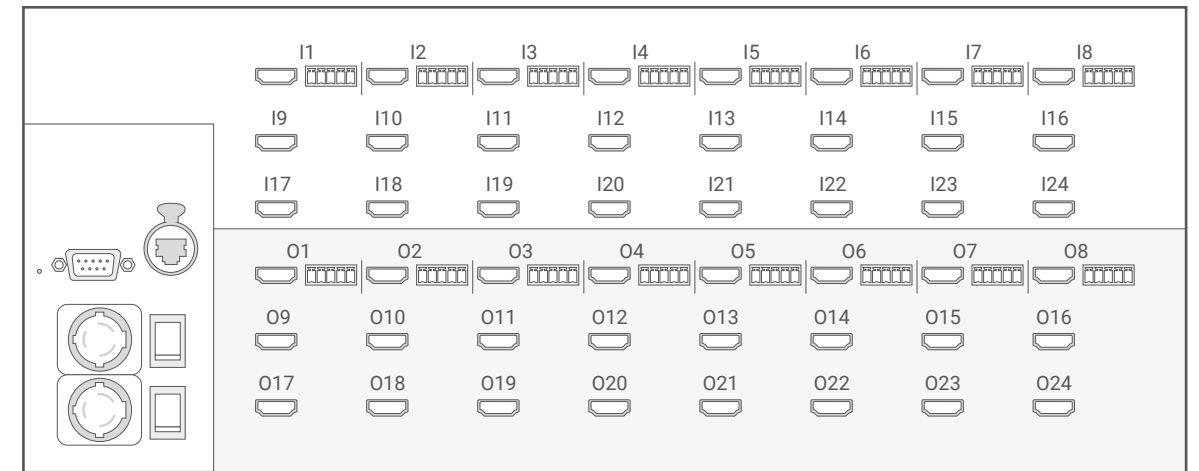 I1 I2 I3 I4 I5 I6 I7 I8
I9 I10 I11 I12 I13 I14 I15 I16
I17 I18 I19 I20 I21 I22 I23 I24
O1 O2 O3 O4 O5 O6 O7 O8
O9 O10 O11 O12 O13 O14 O15 O16
O17 O18 O19 O20 O21 O22 O23 O24